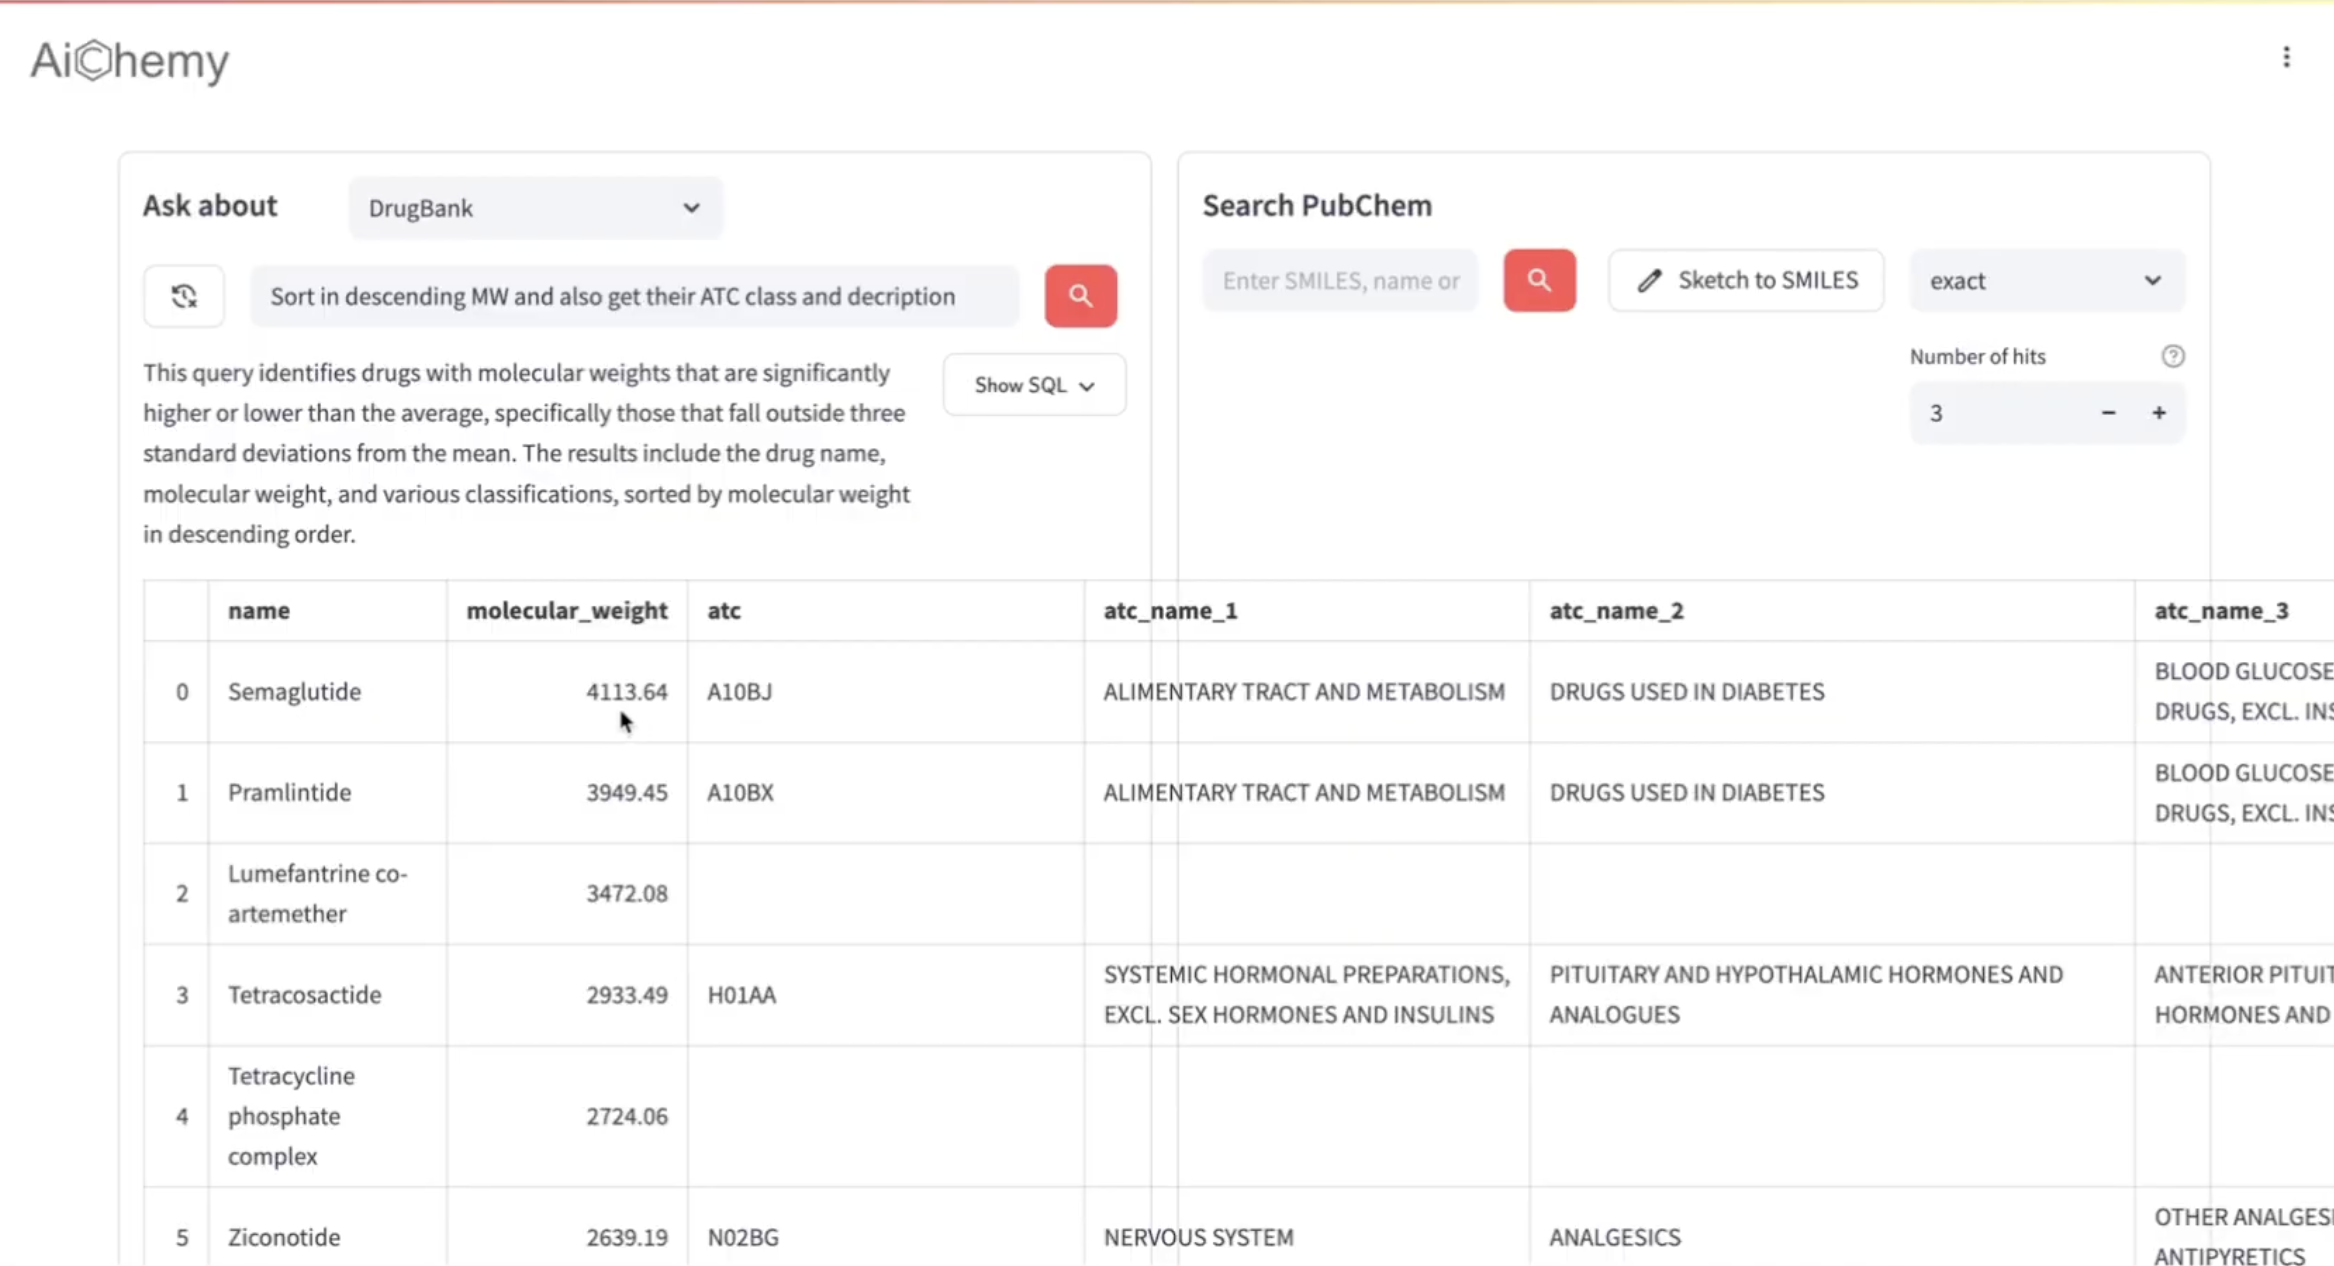 AiChemy
Ask about
DrugBank
Sort in descending MW and also get their ATC class and decription
This query identifies drugs with molecular weights that are significantly
higher or lower than the average, specifically those that fall outside three
standard deviations from the mean. The results include the drug name,
molecular weight, and various classifications, sorted by molecular weight
in descending order.
Show SQL
Search PubChem
Enter SMILES, name or
Sketch to SMILES
exact
Number of hits
?
3
− +
name molecular_weight atc atc_name_1 atc_name_2 atc_name_3
0 Semaglutide 4113.64 A10BJ ALIMENTARY TRACT AND METABOLISM DRUGS USED IN DIABETES BLOOD GLUCOSE
DRUGS, EXCL. INS
1 Pramlintide 3949.45 A10BX ALIMENTARY TRACT AND METABOLISM DRUGS USED IN DIABETES BLOOD GLUCOSE
DRUGS, EXCL. INS
2 Lumefantrine co-
artemether 3472.08
3 Tetracosactide 2933.49 H01AA SYSTEMIC HORMONAL PREPARATIONS, PITUITARY AND HYPOTHALAMIC HORMONES AND ANTERIOR PITUIT
EXCL. SEX HORMONES AND INSULINS ANALOGUES HORMONES AND
4 Tetracycline
phosphate 2724.06
complex
5 Ziconotide 2639.19 N02BG NERVOUS SYSTEM ANALGESICS OTHER ANALGES
ANTIPYRETICS